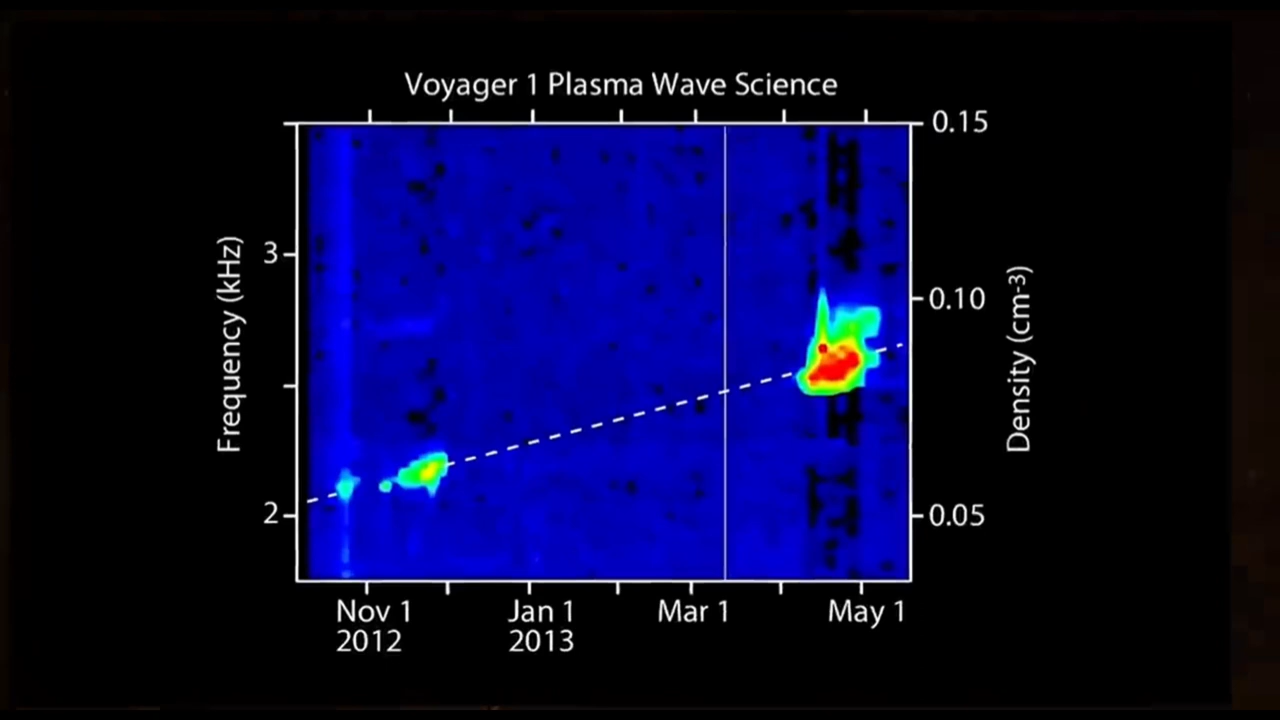 Voyager 1 Plasma Wave Science
0.15
3
0.10
Frequency (kHz)
Density (cm-3)
2
0.05
Nov 1
2012
Jan 1
2013
Mar 1
May 1